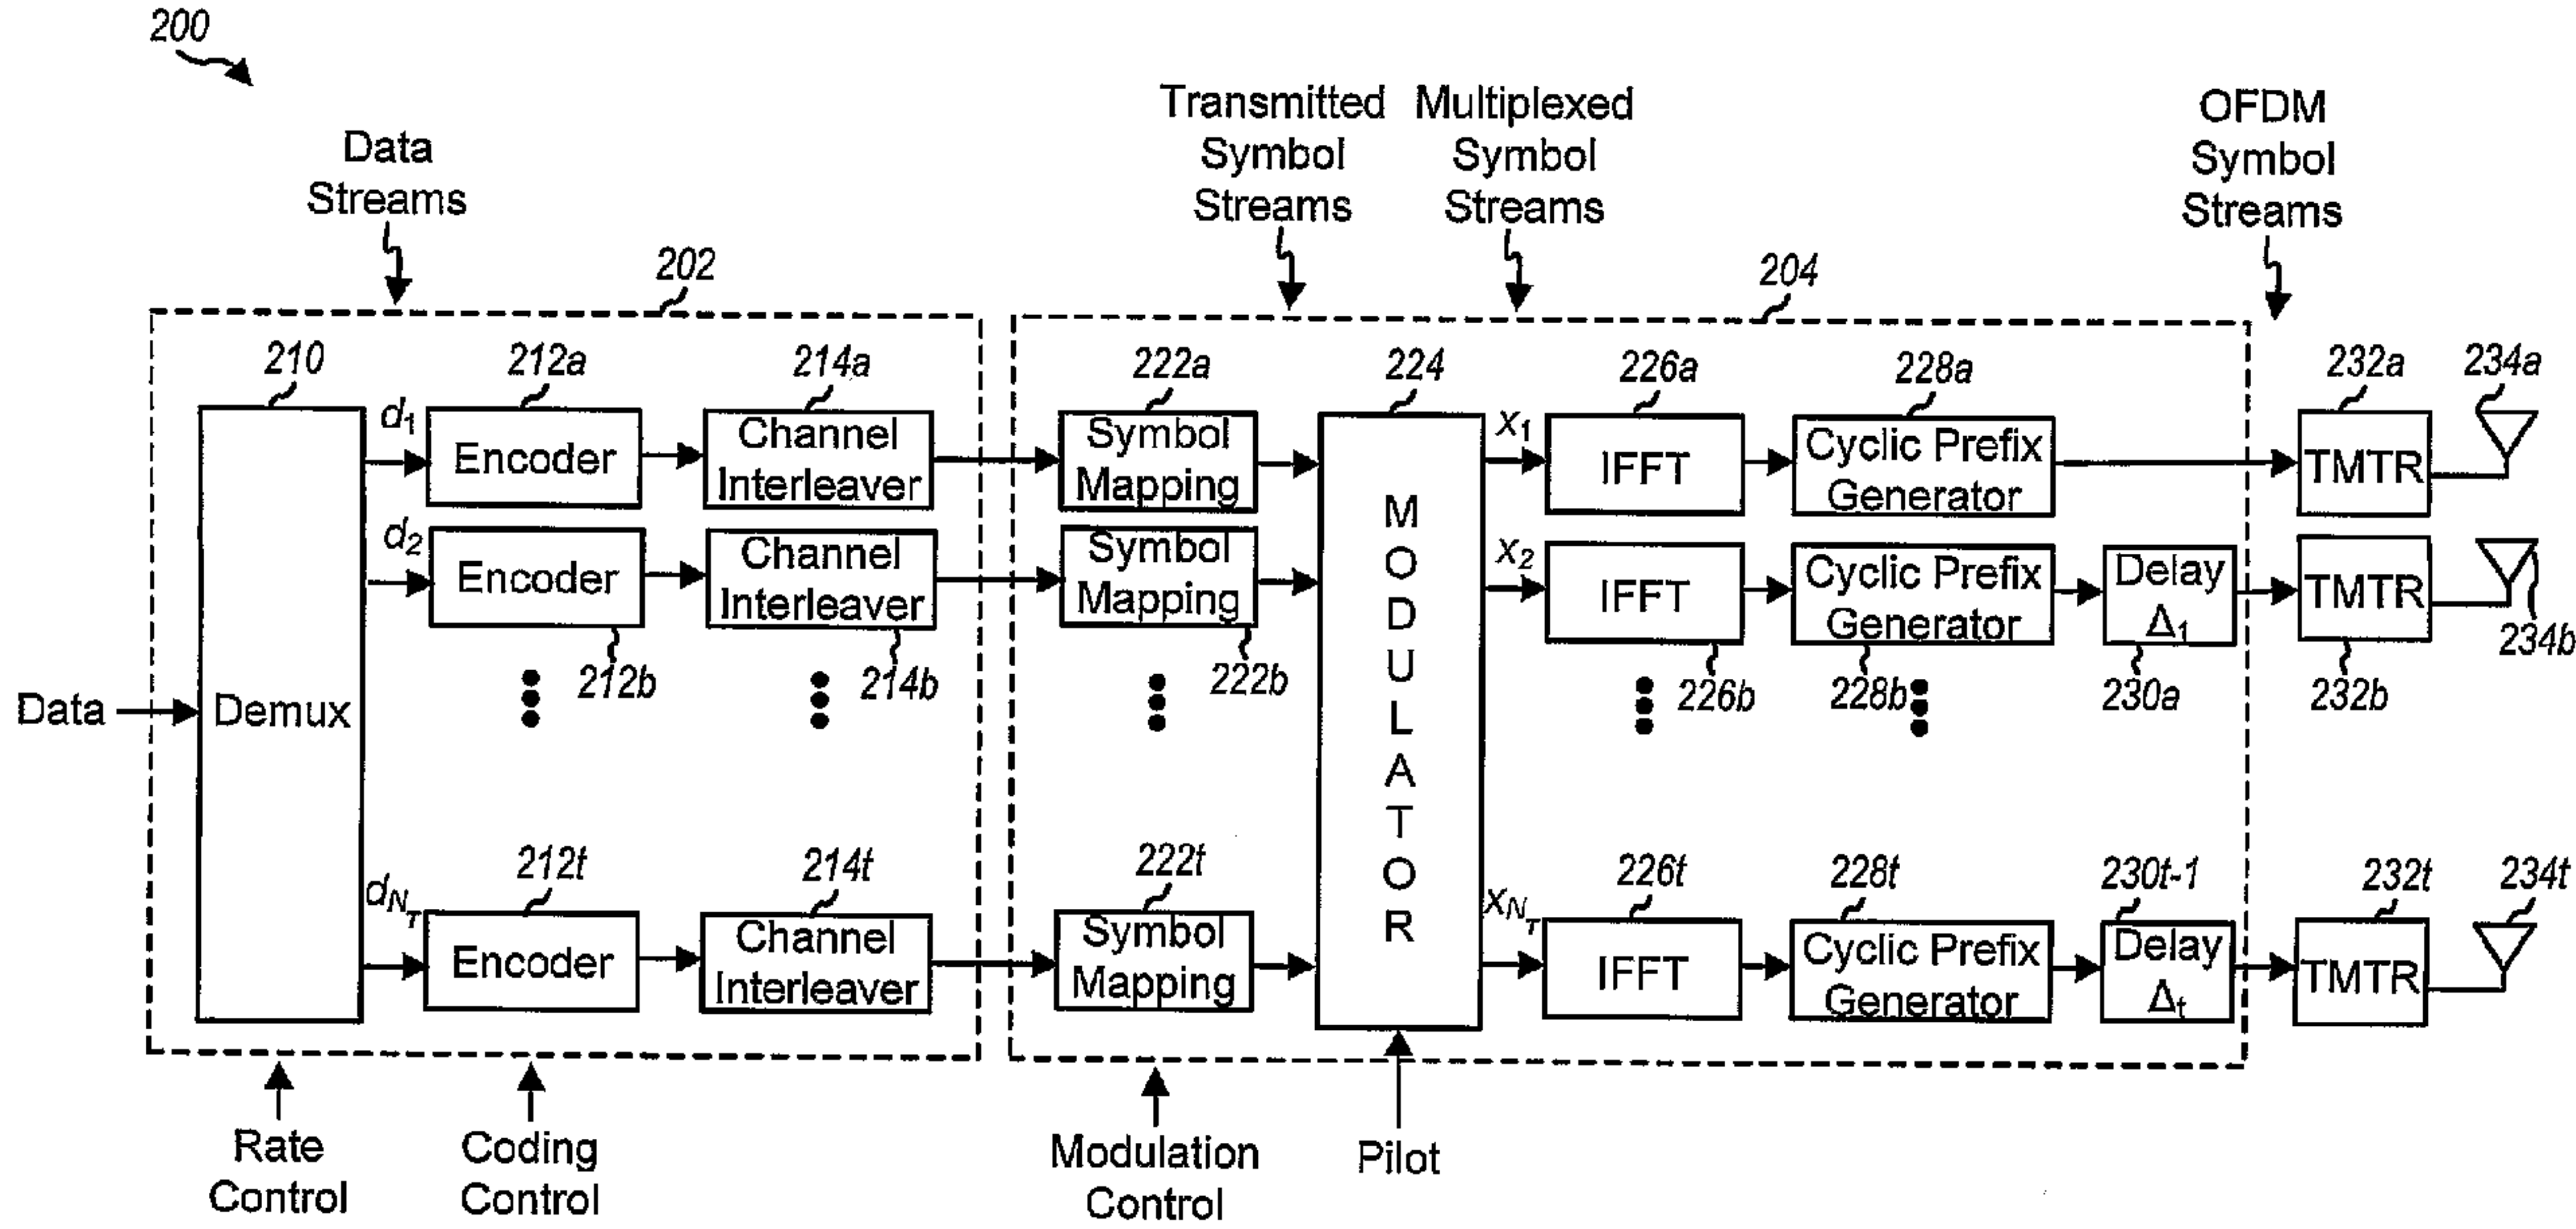 200
Data
Streams
Transmitted
Symbol
Streams
Multiplexed
Symbol
Streams
OFDM
Symbol
Streams
202
204
210
212a
214a
222a
224
226a
228a
232a
234a
d1
Encoder
Channel
Interleaver
Symbol
Mapping
X1
IFFT
Cyclic Prefix
Generator
TMTR
d2
Encoder
Channel
Interleaver
Symbol
Mapping
X2
IFFT
Cyclic Prefix
Generator
Delay
Δ1
TMTR
212b
214b
222b
226b
228b
230a
232b
234b
Data
Demux
MODULATOR
212t
214t
222t
226t
228t
230t-1
232t
234t
dNT
Encoder
Channel
Interleaver
Symbol
Mapping
XNT
IFFT
Cyclic Prefix
Generator
Delay
Δt
TMTR
Rate
Control
Coding
Control
Modulation
Control
Pilot